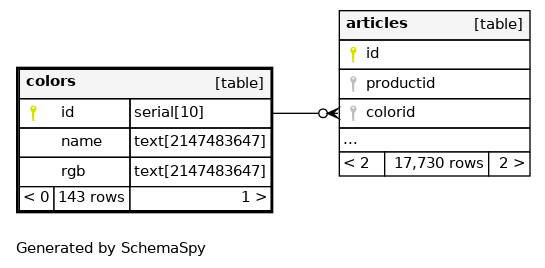 colors [table]
id serial[10]
name text[2147483647]
rgb text[2147483647]
< 0 143 rows 1 >
articles [table]
id
productid
colorid
...
< 2 17,730 rows 2 >
Generated by SchemaSpy